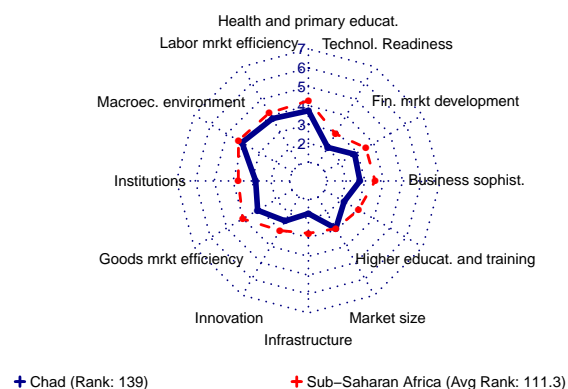 Health and primary educat.
Labor mrkt efficiency
Technol. Readiness
7
6
5
4
3
2
Macroec. environment
Fin. mrkt development
Institutions
Business sophist.
Goods mrkt efficiency
Higher educat. and training
Innovation
Market size
Infrastructure
Chad (Rank: 139)
Sub−Saharan Africa (Avg Rank: 111.3)